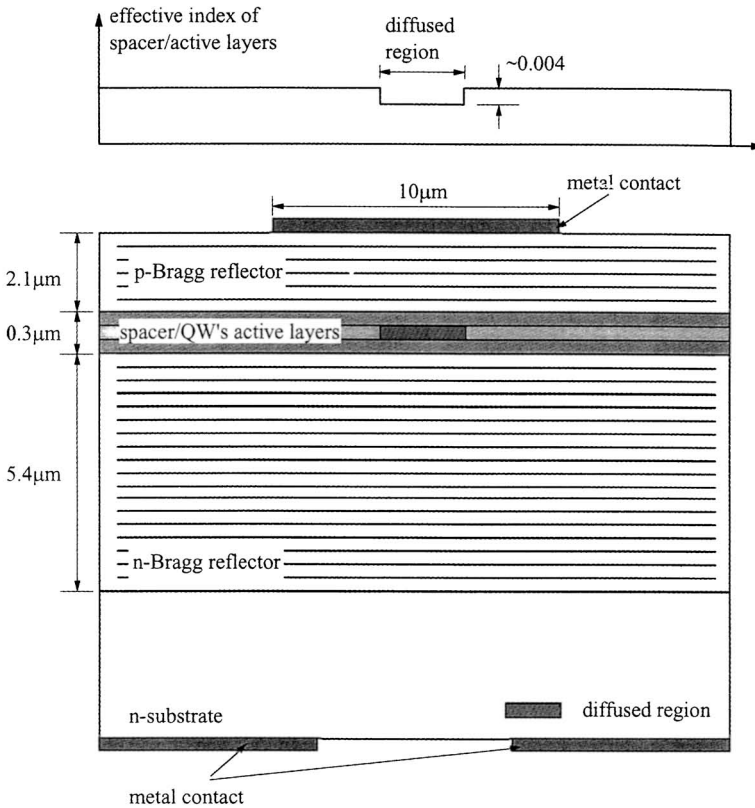 effective index of
spacer/active layers
diffused
region
~0.004
10μm
metal contact
2.1μm
p-Bragg reflector
0.3μm
spacer/QW's active layers
5.4μm
n-Bragg reflector
n-substrate
diffused region
metal contact